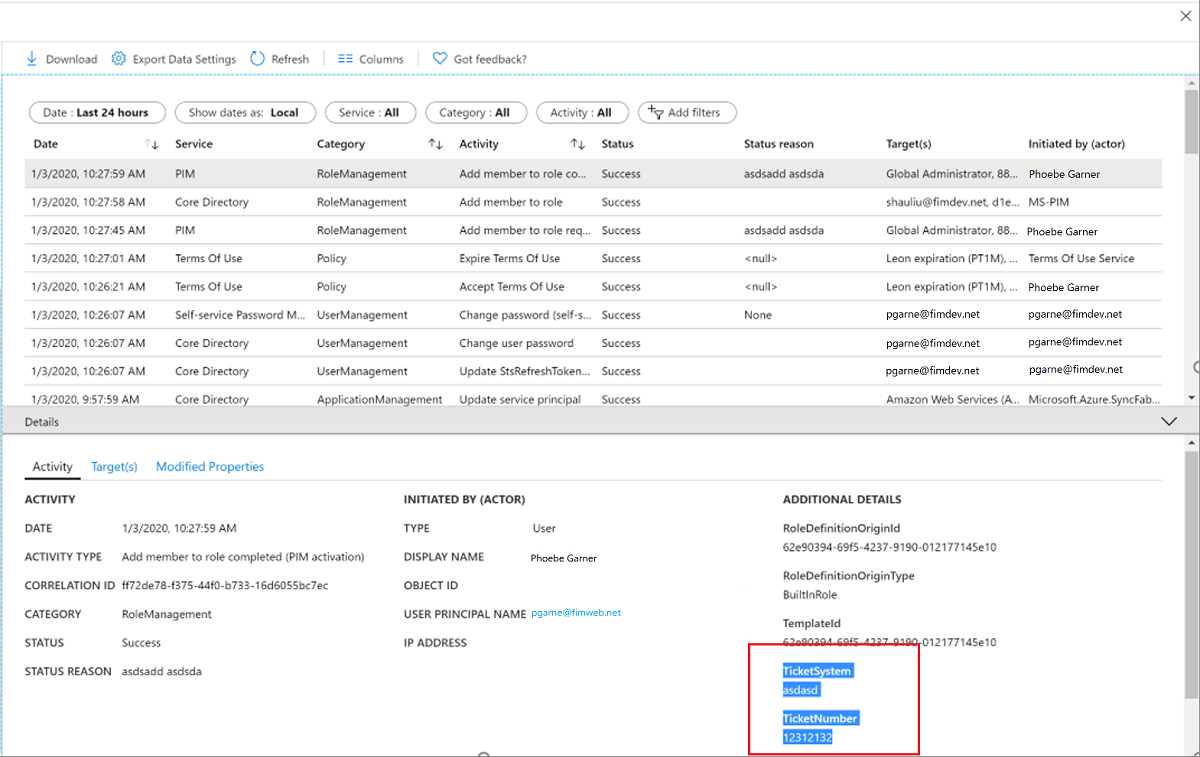 Download Export Data Settings Refresh Columns Got feedback?
Date : Last 24 hours Show dates as: Local Service : All Category : All Activity : All Add filters
Date Service Category Activity Status Status reason Target(s) Initiated by (actor)
1/3/2020, 10:27:59 AM PIM RoleManagement Add member to role co... Success asdsadd asdsda Global Administrator, 88... Phoebe Garner
1/3/2020, 10:27:58 AM Core Directory RoleManagement Add member to role Success shauliu@fimdev.net, d1e... MS-PIM
1/3/2020, 10:27:45 AM PIM RoleManagement Add member to role req... Success asdsadd asdsda Global Administrator, 88... Phoebe Garner
1/3/2020, 10:27:01 AM Terms Of Use Policy Expire Terms Of Use Success <null> Leon expiration (PT1M), ... Terms Of Use Service
1/3/2020, 10:26:21 AM Terms Of Use Policy Accept Terms Of Use Success <null> Leon expiration (PT1M), ... Phoebe Garner
1/3/2020, 10:26:07 AM Self-service Password M... UserManagement Change password (self-s... Success None pgarne@fimdev.net pgarne@fimdev.net
1/3/2020, 10:26:07 AM Core Directory UserManagement Change user password Success pgarne@fimdev.net pgarne@fimdev.net
1/3/2020, 10:26:07 AM Core Directory UserManagement Update StsRefreshToken... Success pgarne@fimdev.net pgarne@fimdev.net
1/3/2020, 9:57:59 AM Core Directory ApplicationManagement Update service principal Success Amazon Web Services (A... Microsoft.Azure.SyncFab...
Details
Activity Target(s) Modified Properties
ACTIVITY
DATE 1/3/2020, 10:27:59 AM
ACTIVITY TYPE Add member to role completed (PIM activation)
CORRELATION ID ff72de78-f375-44f0-b733-16d6055bc7ec
CATEGORY RoleManagement
STATUS Success
STATUS REASON asdsadd asdsda
INITIATED BY (ACTOR)
TYPE User
DISPLAY NAME Phoebe Garner
OBJECT ID
USER PRINCIPAL NAME pgarne@fimweb.net
IP ADDRESS
ADDITIONAL DETAILS
RoleDefinitionOriginId
62e90394-69f5-4237-9190-012177145e10
RoleDefinitionOriginType
BuiltInRole
TemplateId
62e90394-69f5-4237-9190-012177145e10
TicketSystem
asdasd
TicketNumber
12312132